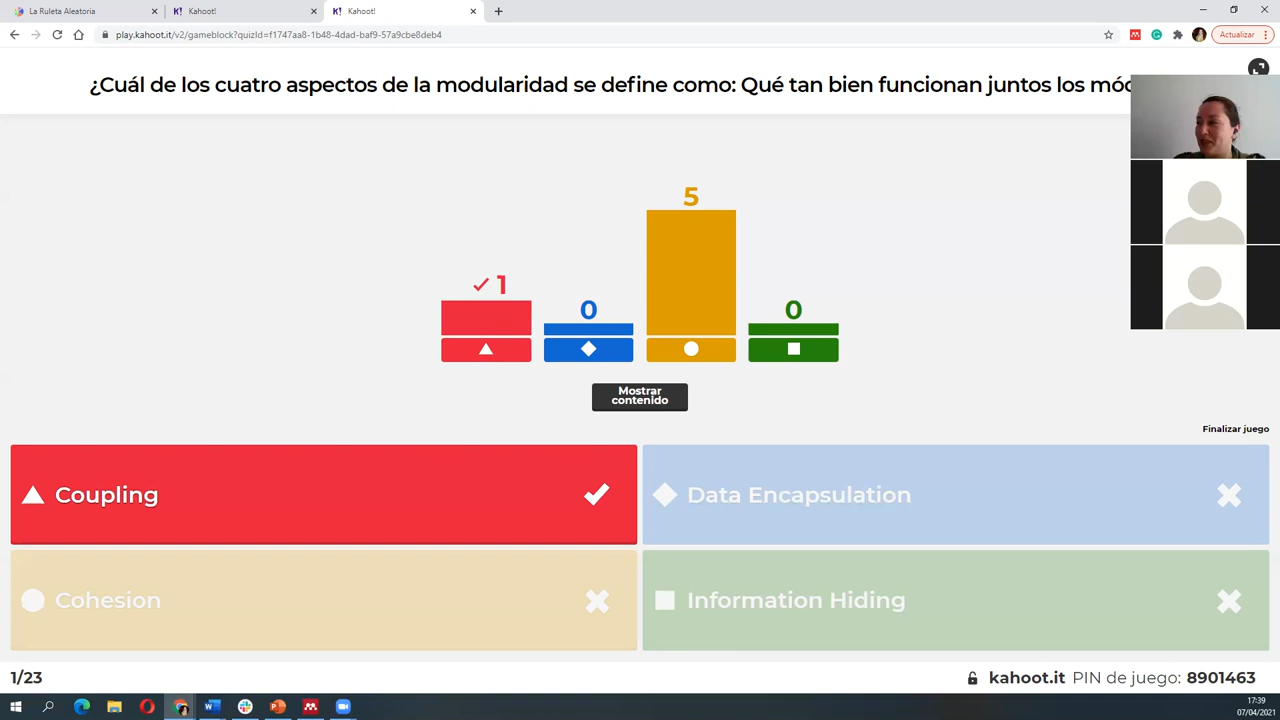 La Ruleta Aleatoria
K! Kahoot!
K! Kahoot!
play.kahoot.it/v2/gameblock?quizId=f1747aa8-1b48-4dad-baf9-57a9cbe8deb4
Actualizar
¿Cuál de los cuatro aspectos de la modularidad se define como: Qué tan bien funcionan juntos los
1
0
5
0
Mostrar
contenido
Finalizar juego
Coupling
Data Encapsulation
Cohesion
Information Hiding
1/23
kahoot.it PIN de juego: 8901463
17:39
07/04/2021